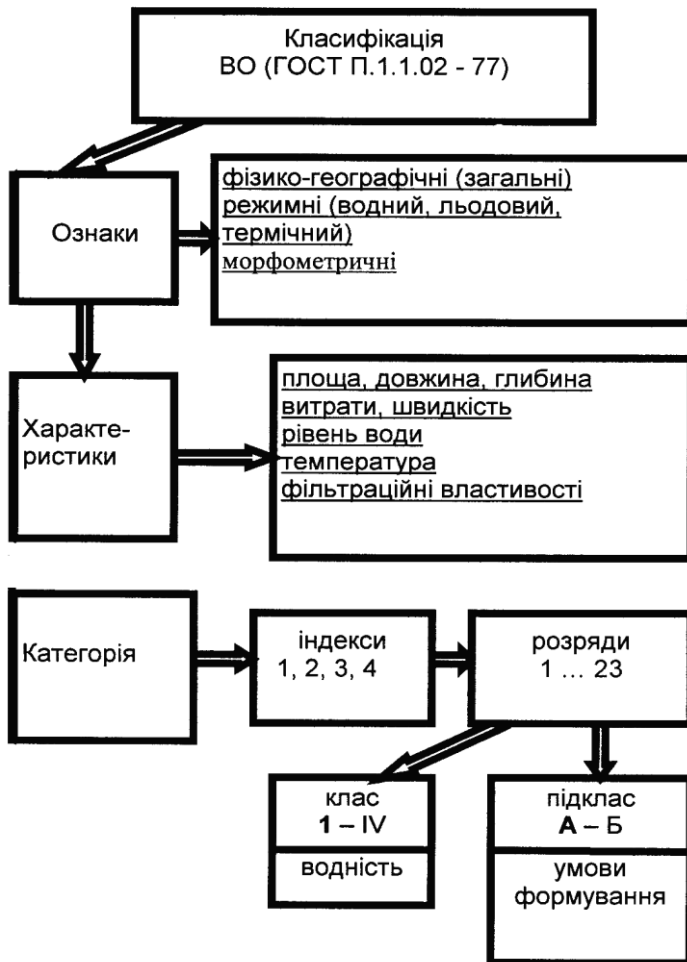 Класифікація
ВО (ГОСТ П.1.1.02 - 77)
Ознаки
фізико-географічні (загальні)
режимні (водний, льодовий,
термічний)
морфометричні
Характе-
ристики
площа, довжина, глибина
витрати, швидкість
рівень води
температура
фільтраційні властивості
Категорія
індекси
1, 2, 3, 4
розряди
1 ... 23
клас
1 – IV
водність
підклас
А – Б
умови
формування